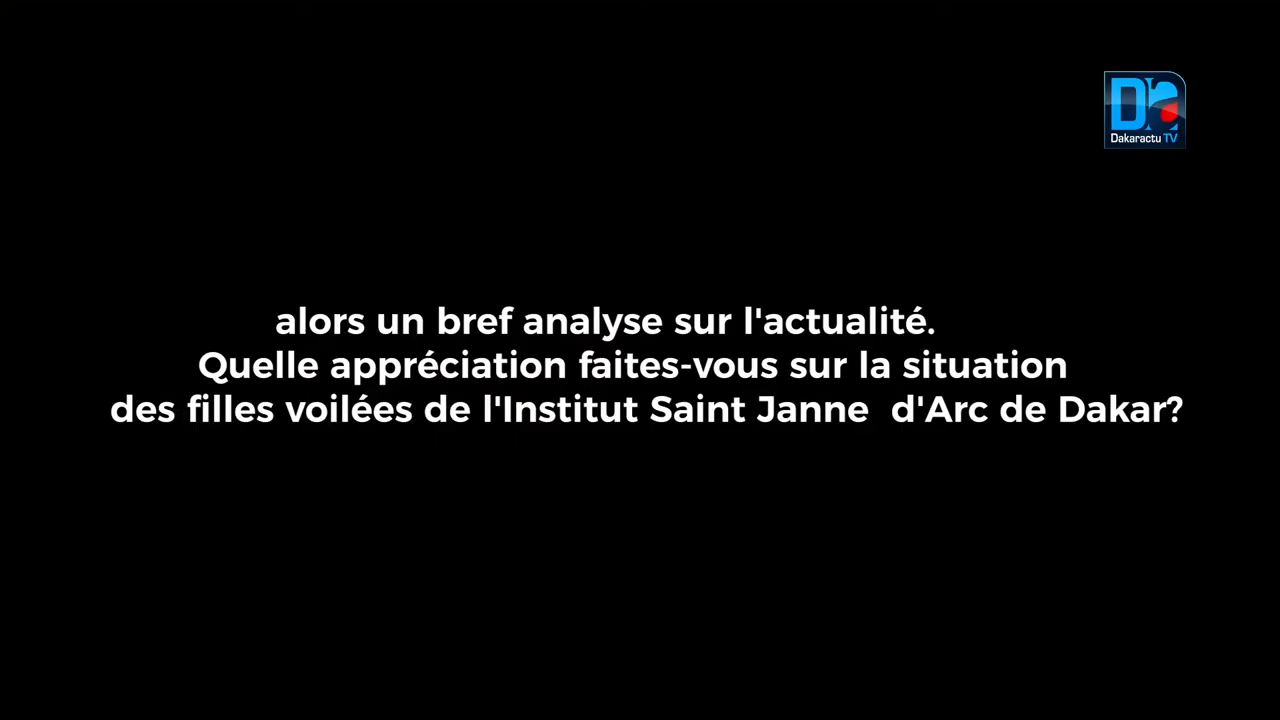 Dakaractu TV
alors un bref analyse sur l'actualité.
Quelle appréciation faites-vous sur la situation
des filles voilées de l'Institut Saint Janne d'Arc de Dakar?